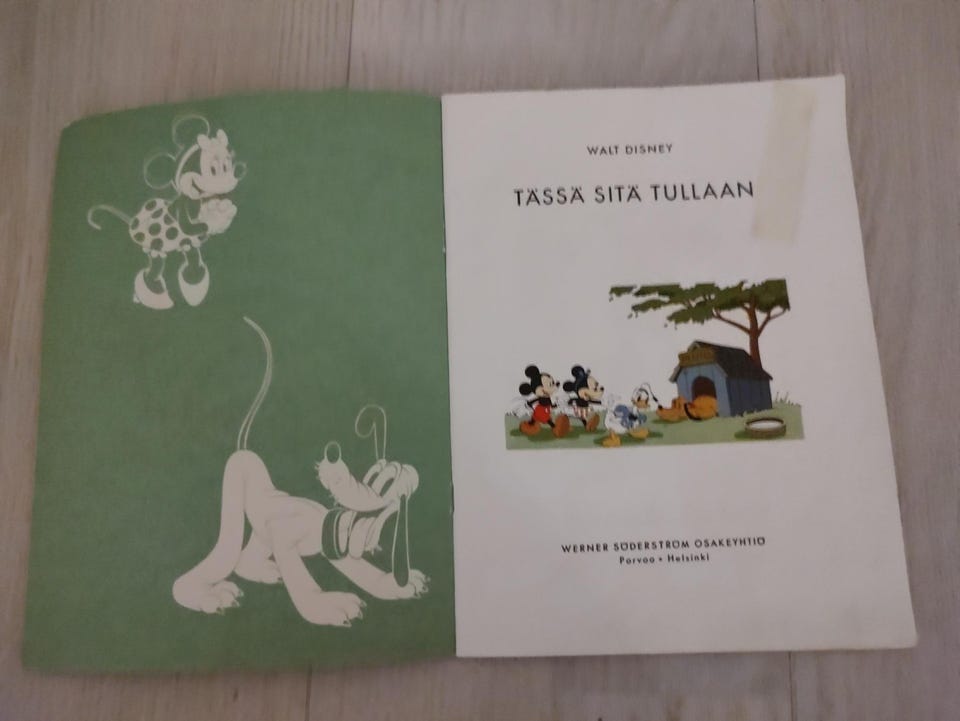 WALT DISNEY
TÄSSÄ SITÄ TULLAAN
WERNER SÖDERSTRÖM OSAKEYHTIÖ
Porvoo • Helsinki